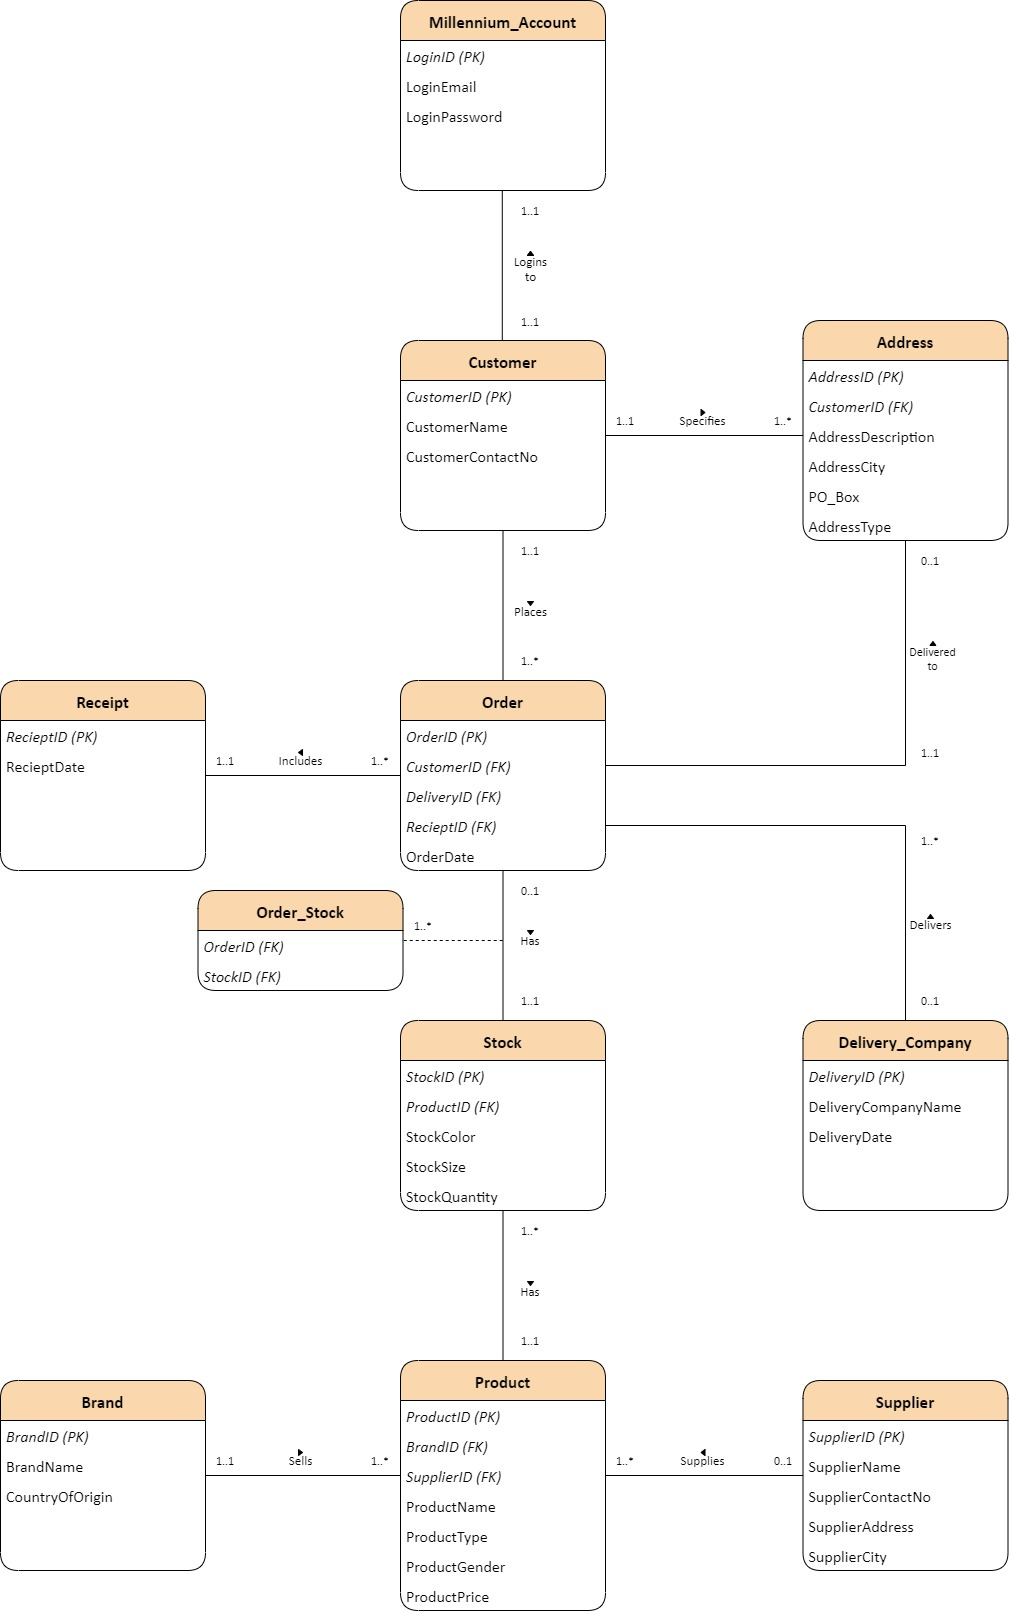 Millennium_Account
LoginID (PK)
LoginEmail
LoginPassword
1..1
Logins
to
1..1
Customer
CustomerID (PK)
CustomerName
CustomerContactNo
1..1
Specifies
1..*
Address
AddressID (PK)
CustomerID (FK)
AddressDescription
AddressCity
PO_Box
AddressType
1..1
Places
1..*
0..1
Delivered
to
1..1
Receipt
RecieptID (PK)
RecieptDate
1..1
Includes
1..*
Order
OrderID (PK)
CustomerID (FK)
DeliveryID (FK)
RecieptID (FK)
OrderDate
1..*
Delivers
0..1
Order_Stock
OrderID (FK)
StockID (FK)
1..*
0..1
Has
1..1
Stock
StockID (PK)
ProductID (FK)
StockColor
StockSize
StockQuantity
Delivery_Company
DeliveryID (PK)
DeliveryCompanyName
DeliveryDate
1..*
Has
1..1
Brand
BrandID (PK)
BrandName
CountryOfOrigin
1..1
Sells
1..*
Product
ProductID (PK)
BrandID (FK)
SupplierID (FK)
ProductName
ProductType
ProductGender
ProductPrice
1..*
Supplies
0..1
Supplier
SupplierID (PK)
SupplierName
SupplierContactNo
SupplierAddress
SupplierCity